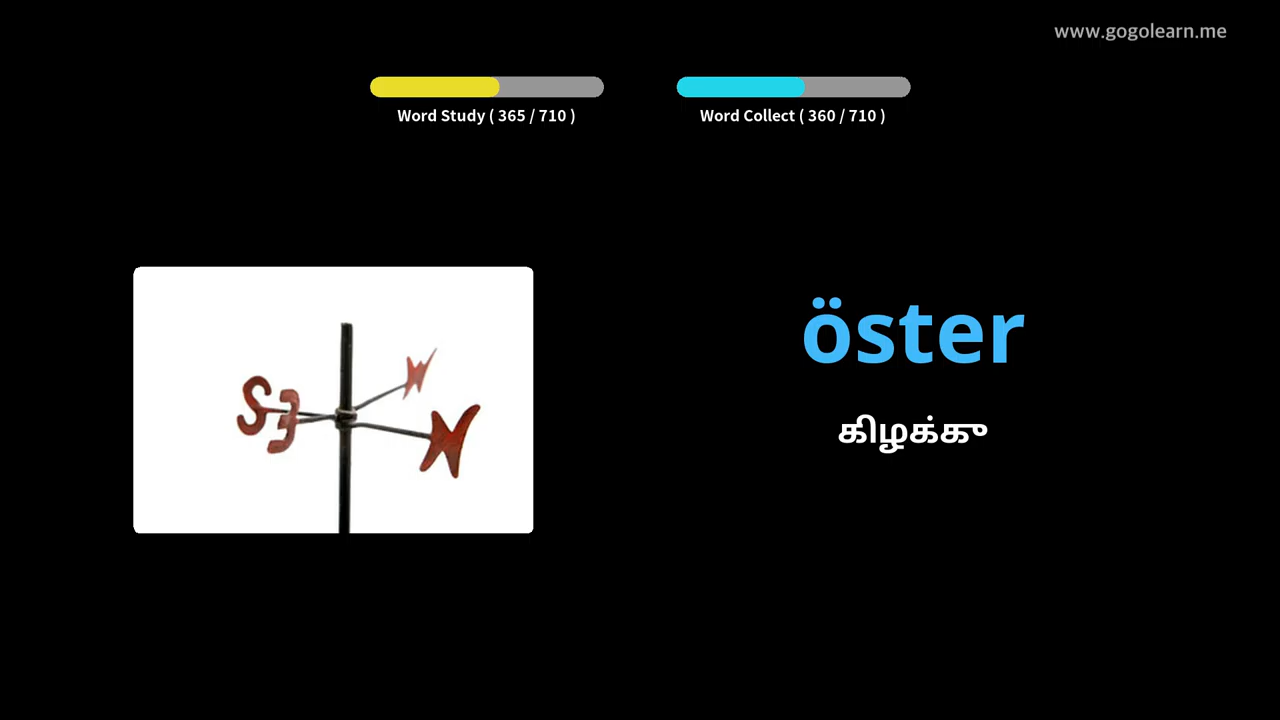 www.gogolearn.me
Word Study ( 365 / 710 )
Word Collect ( 360 / 710 )
öster
கிழக்கு
S E W N